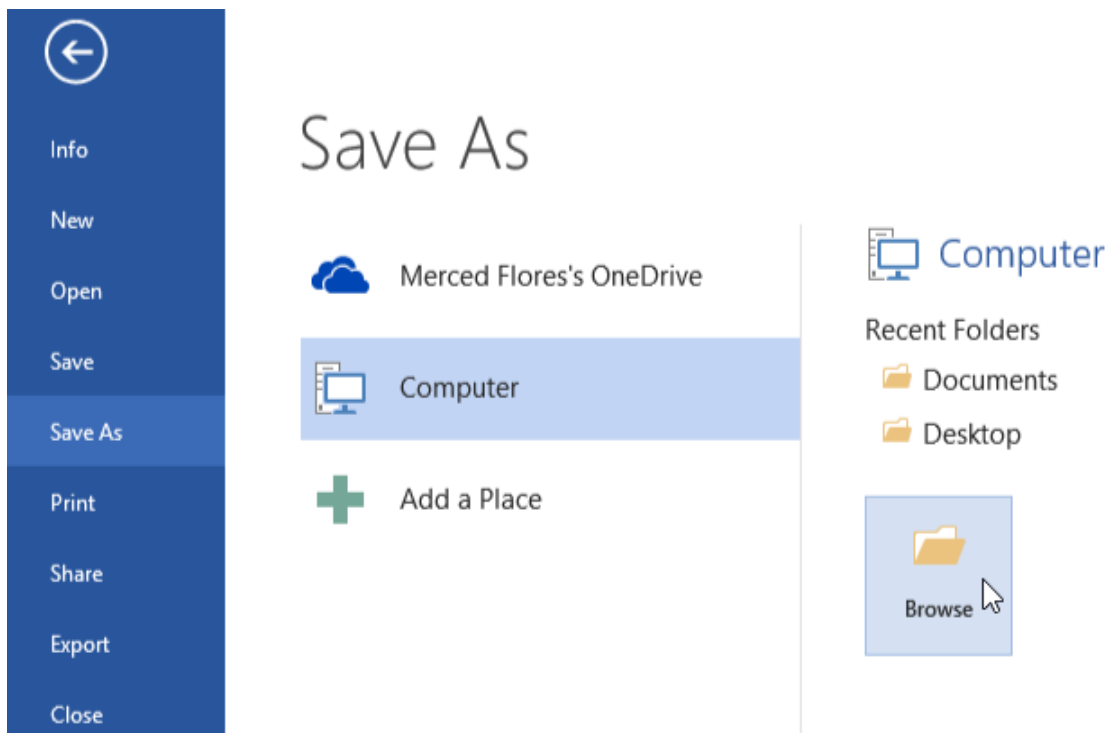 Info
New
Open
Save
Save As
Print
Share
Export
Close
Save As
Merced Flores's OneDrive
Computer
Add a Place
Computer
Recent Folders
Documents
Desktop
Browse